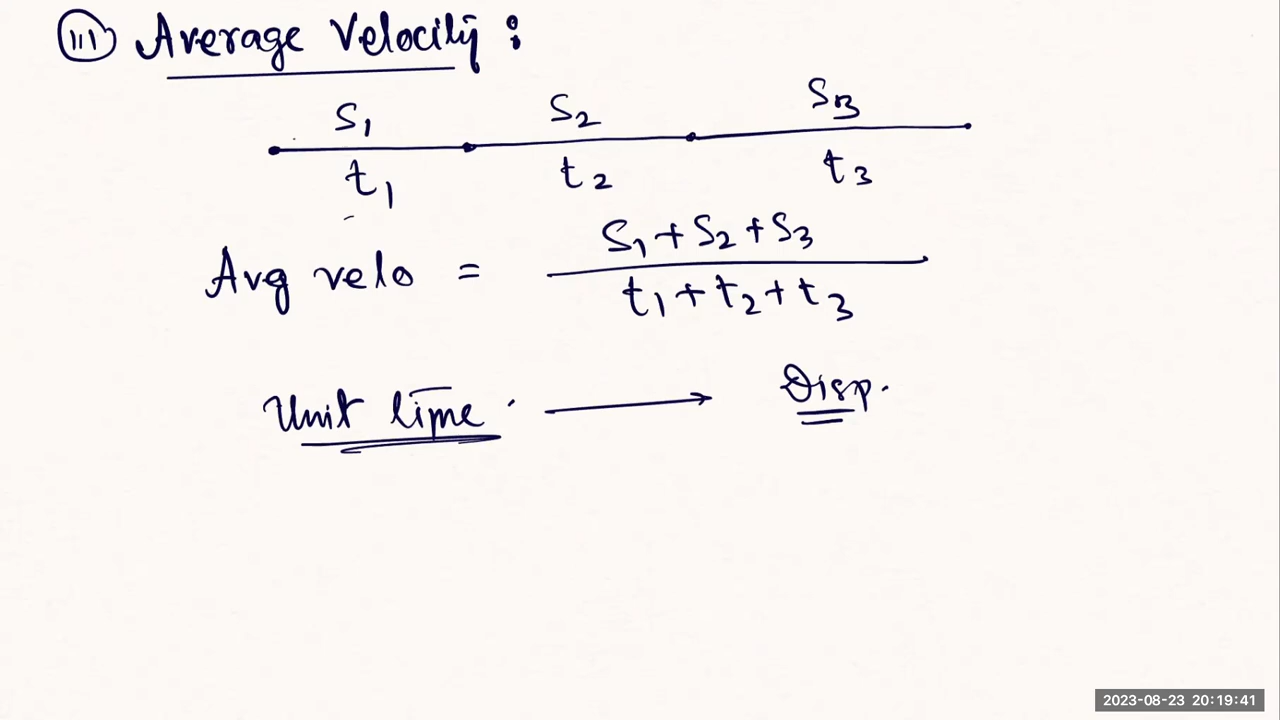 (iii) Average Velocity :
S1 S2 S3
t1 t2 t3
Avg velo = (S1+S2+S3)/(t1+t2+t3)
Unit time. → Disp.
2023-08-23 20:19:41